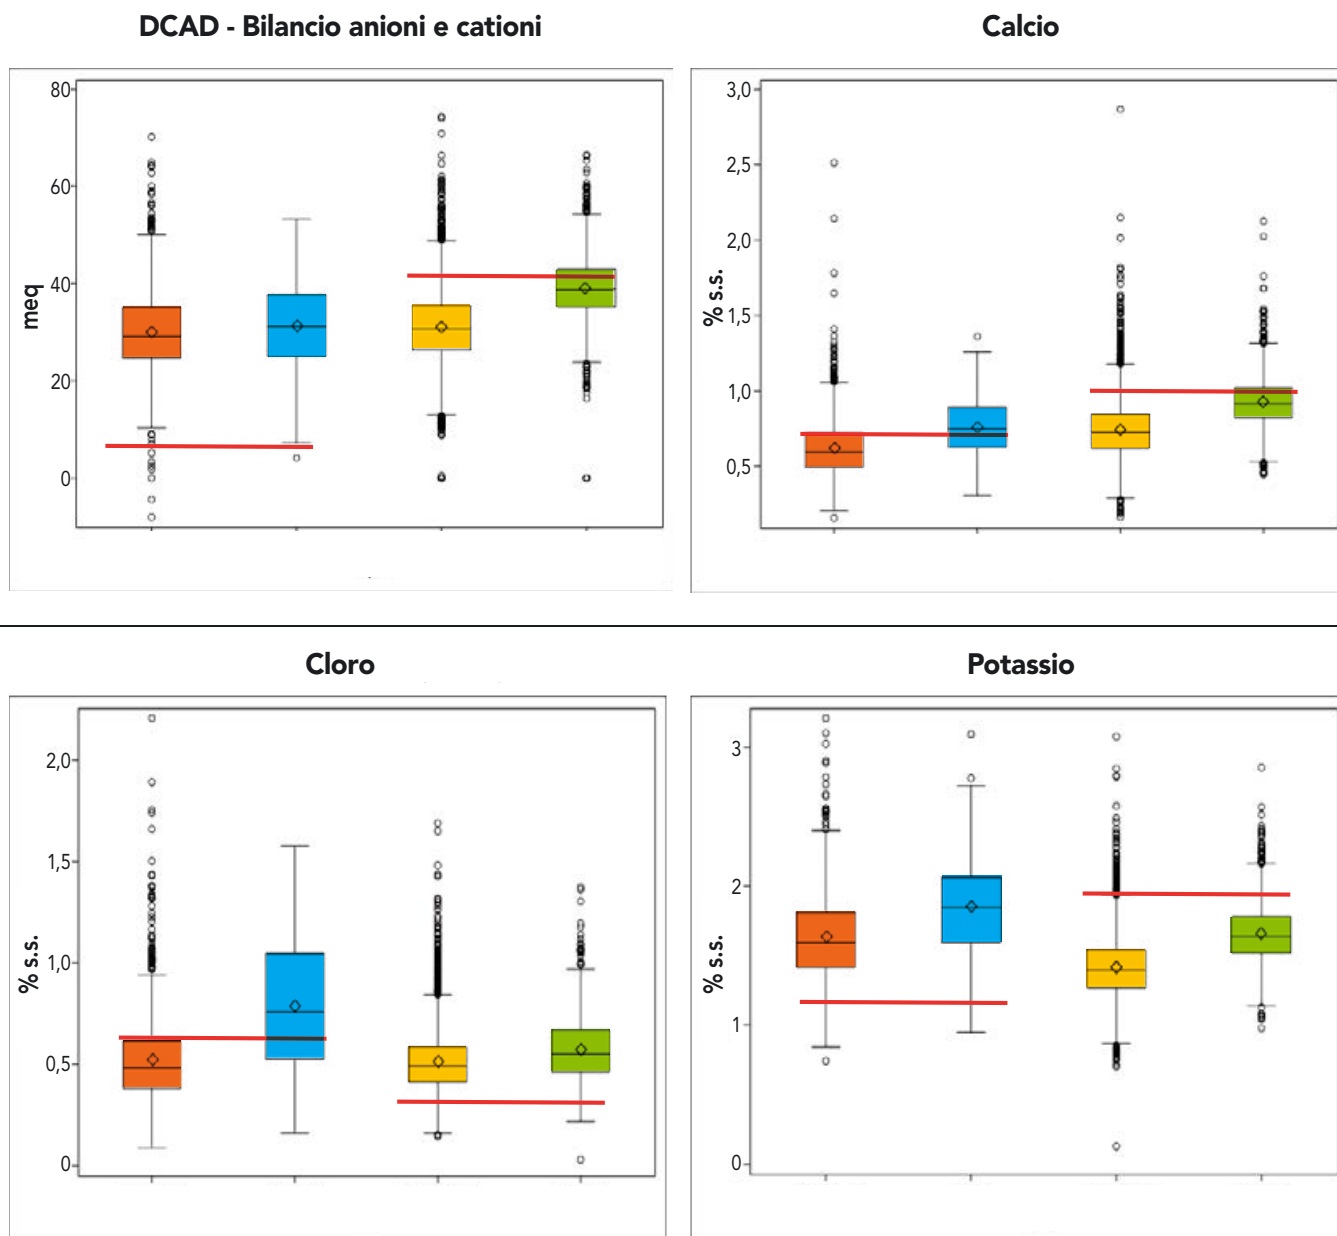 DCAD - Bilancio anioni e cationi
80
60
40
20
0
meq
Calcio
3,0
2,5
2,0
1,5
1,0
0,5
% s.s.
Cloro
2,0
1,5
1,0
0,5
0
% s.s.
Potassio
3
2
1
0
% s.s.